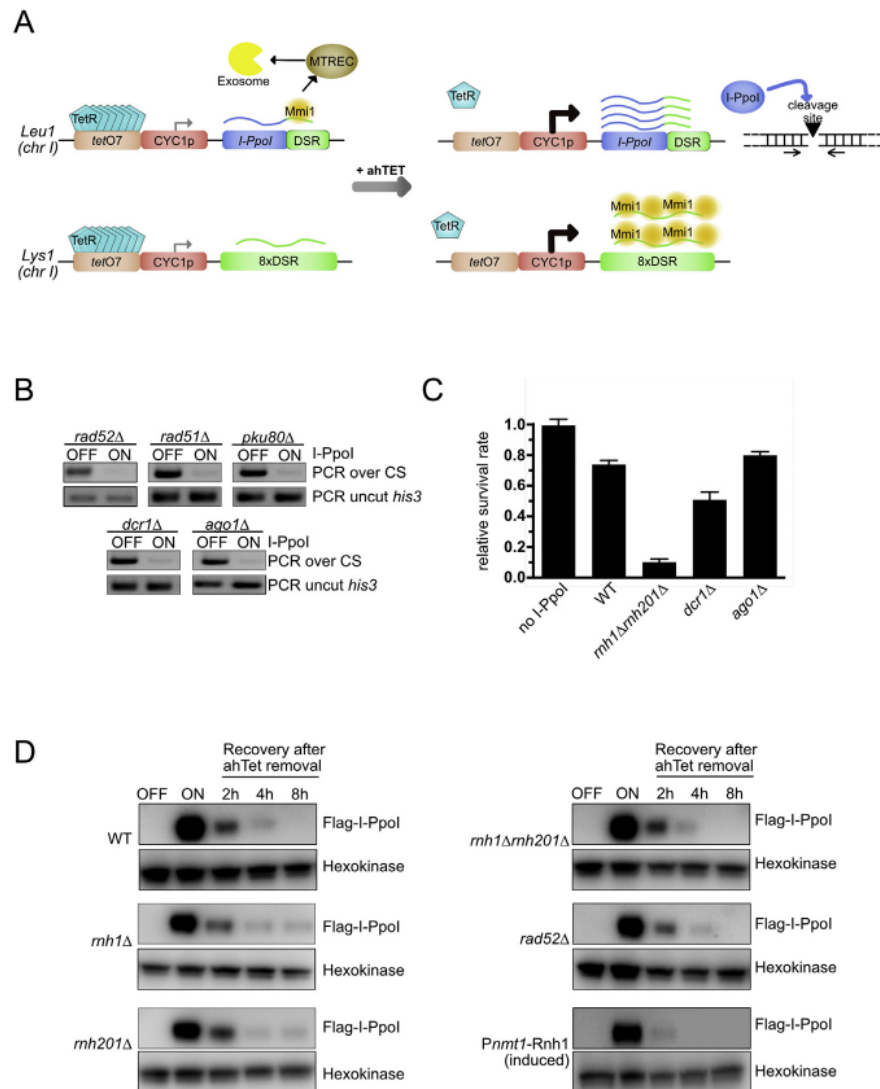 A
Exosome
MTREC
Mmi1
TetR
Leu1
(chr I)
tetO7
CYC1p
I-PpoI
DSR
+ ahTET
TetR
tetO7
CYC1p
I-PpoI
DSR
I-PpoI
cleavage
site
TetR
Lys1
(chr I)
tetO7
CYC1p
8xDSR
TetR
Mmi1 Mmi1
Mmi1 Mmi1
tetO7
CYC1p
8xDSR
B
rad52Δ rad51Δ pku80Δ
OFF ON OFF ON OFF ON I-PpoI
PCR over CS
PCR uncut his3
dcr1Δ ago1Δ
OFF ON OFF ON I-PpoI
PCR over CS
PCR uncut his3
C
relative survival rate
1.0
0.8
0.6
0.4
0.2
0.0
no I-PpoI
WT
rnh1Δrnh201Δ
dcr1Δ
ago1Δ
D
Recovery after
ahTet removal
OFF ON 2h 4h 8h
WT
Flag-I-PpoI
Hexokinase
rnh1Δ
Flag-I-PpoI
Hexokinase
rnh201Δ
Flag-I-PpoI
Hexokinase
Recovery after
ahTet removal
OFF ON 2h 4h 8h
rnh1Δrnh201Δ
Flag-I-PpoI
Hexokinase
rad52Δ
Flag-I-PpoI
Hexokinase
Pnmt1-Rnh1
(induced)
Flag-I-PpoI
Hexokinase